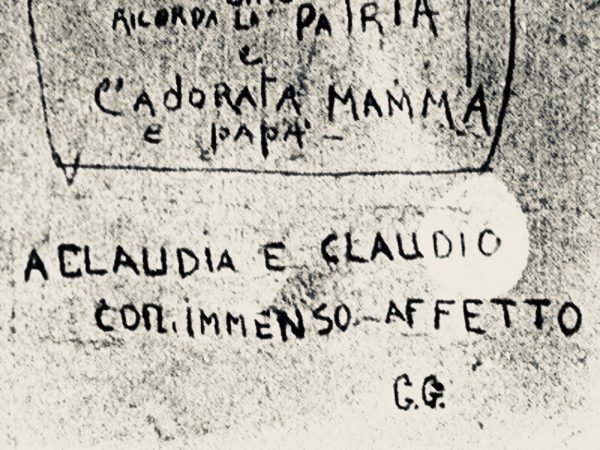 RICORDA LA PATRIA
e
L'ADORATA MAMMA
e papà -
A CLAUDIA E CLAUDIO
CON IMMENSO AFFETTO
G.G.